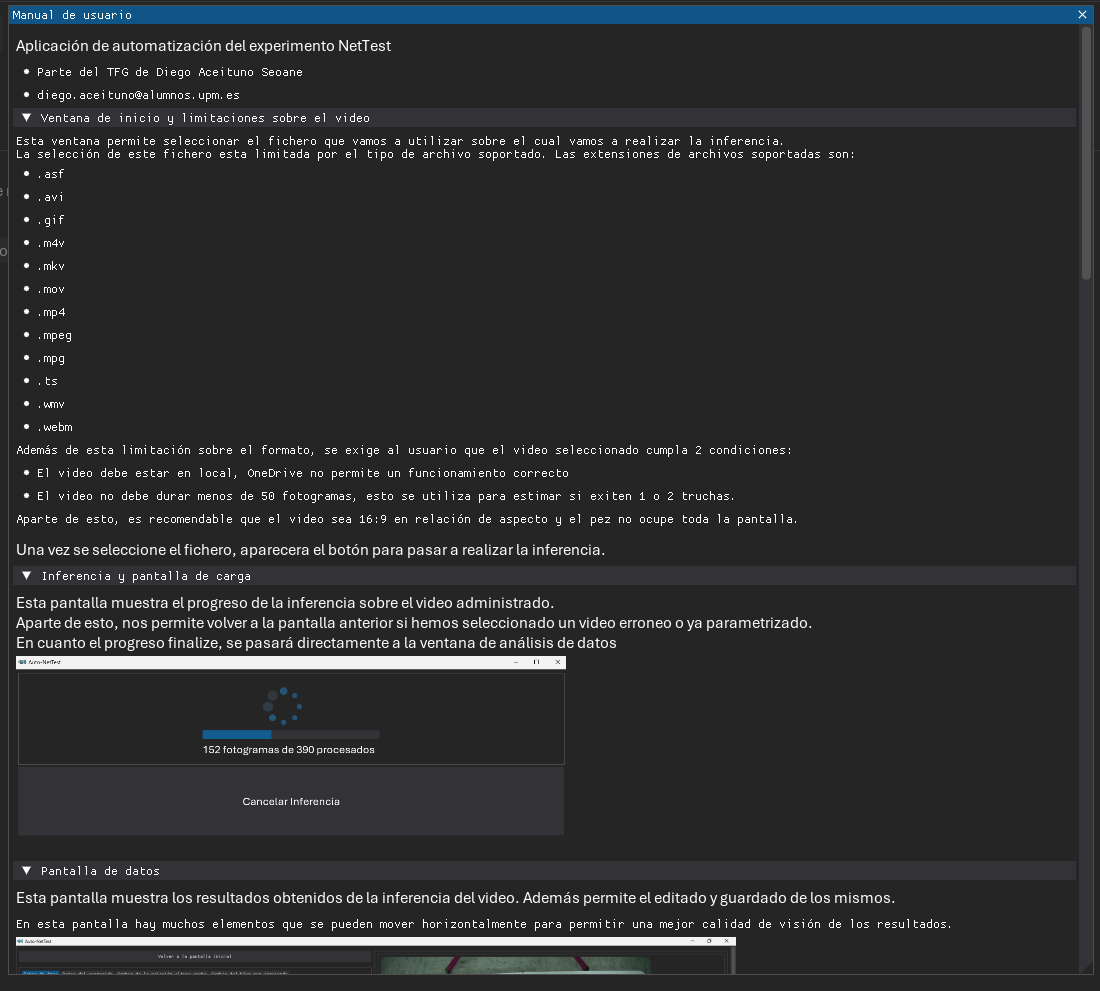 Manual de usuario
Aplicación de automatización del experimento NetTest
Parte del TFG de Diego Aceituno Seoane
diego.aceituno@alumnos.upm.es
Ventana de inicio y limitaciones sobre el video
Esta ventana permite seleccionar el fichero que vamos a utilizar sobre el cual vamos a realizar la inferencia.
La selección de este fichero esta limitada por el tipo de archivo soportado. Las extensiones de archivos soportadas son:
.asf
.avi
.gif
.m4v
.mkv
.mov
.mp4
.mpeg
.mpg
.ts
.wmv
.webm
Además de esta limitación sobre el formato, se exige al usuario que el video seleccionado cumpla 2 condiciones:
El video debe estar en local, OneDrive no permite un funcionamiento correcto
El video no debe durar menos de 50 fotogramas, esto se utiliza para estimar si exiten 1 o 2 truchas.
Aparte de esto, es recomendable que el video sea 16:9 en relación de aspecto y el pez no ocupe toda la pantalla.
Una vez se seleccione el fichero, aparecera el botón para pasar a realizar la inferencia.
Inferencia y pantalla de carga
Esta pantalla muestra el progreso de la inferencia sobre el video administrado.
Aparte de esto, nos permite volver a la pantalla anterior si hemos seleccionado un video erroneo o ya parametrizado.
En cuanto el progreso finalize, se pasará directamente a la ventana de análisis de datos
Auto-NetTest
152 fotogramas de 390 procesados
Cancelar Inferencia
Pantalla de datos
Esta pantalla muestra los resultados obtenidos de la inferencia del video. Además permite el editado y guardado de los mismos.
En esta pantalla hay muchos elementos que se pueden mover horizontalmente para permitir una mejor calidad de visión de los resultados.
Auto-NetTest
Volver a la pantalla inicial